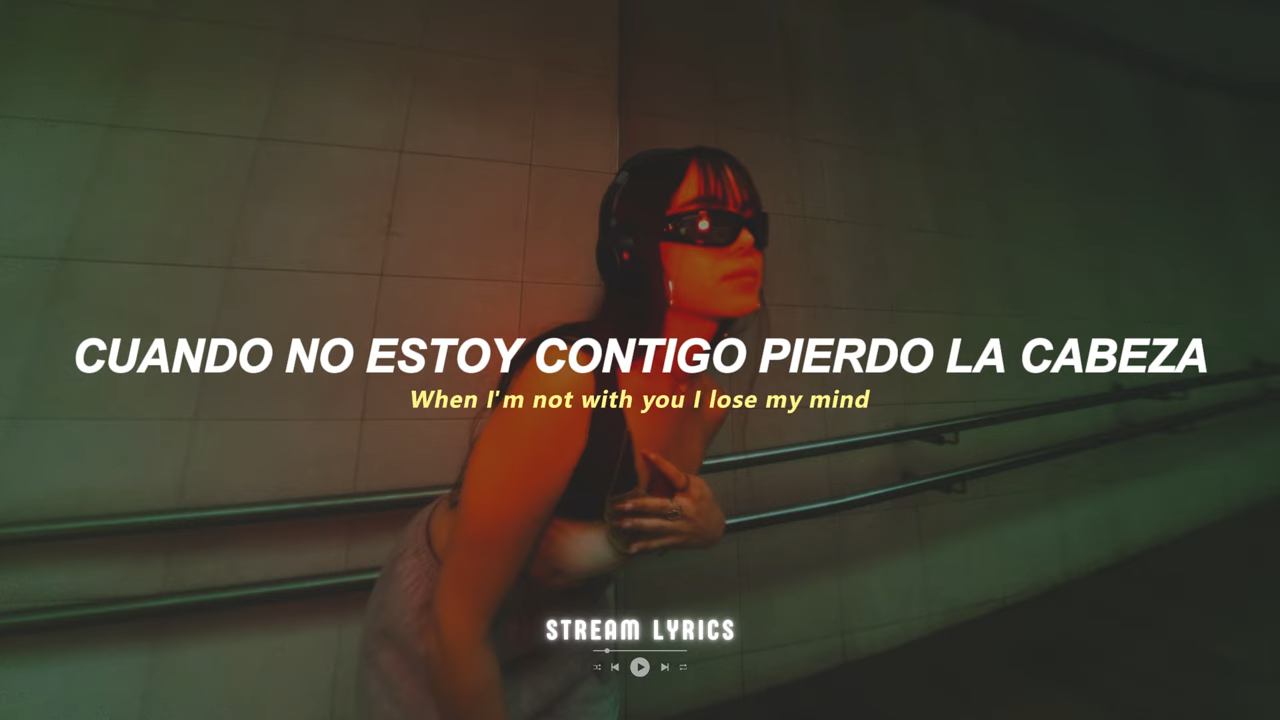 CUANDO NO ESTOY CONTIGO PIERDO LA CABEZA
When I'm not with you I lose my mind
STREAM LYRICS